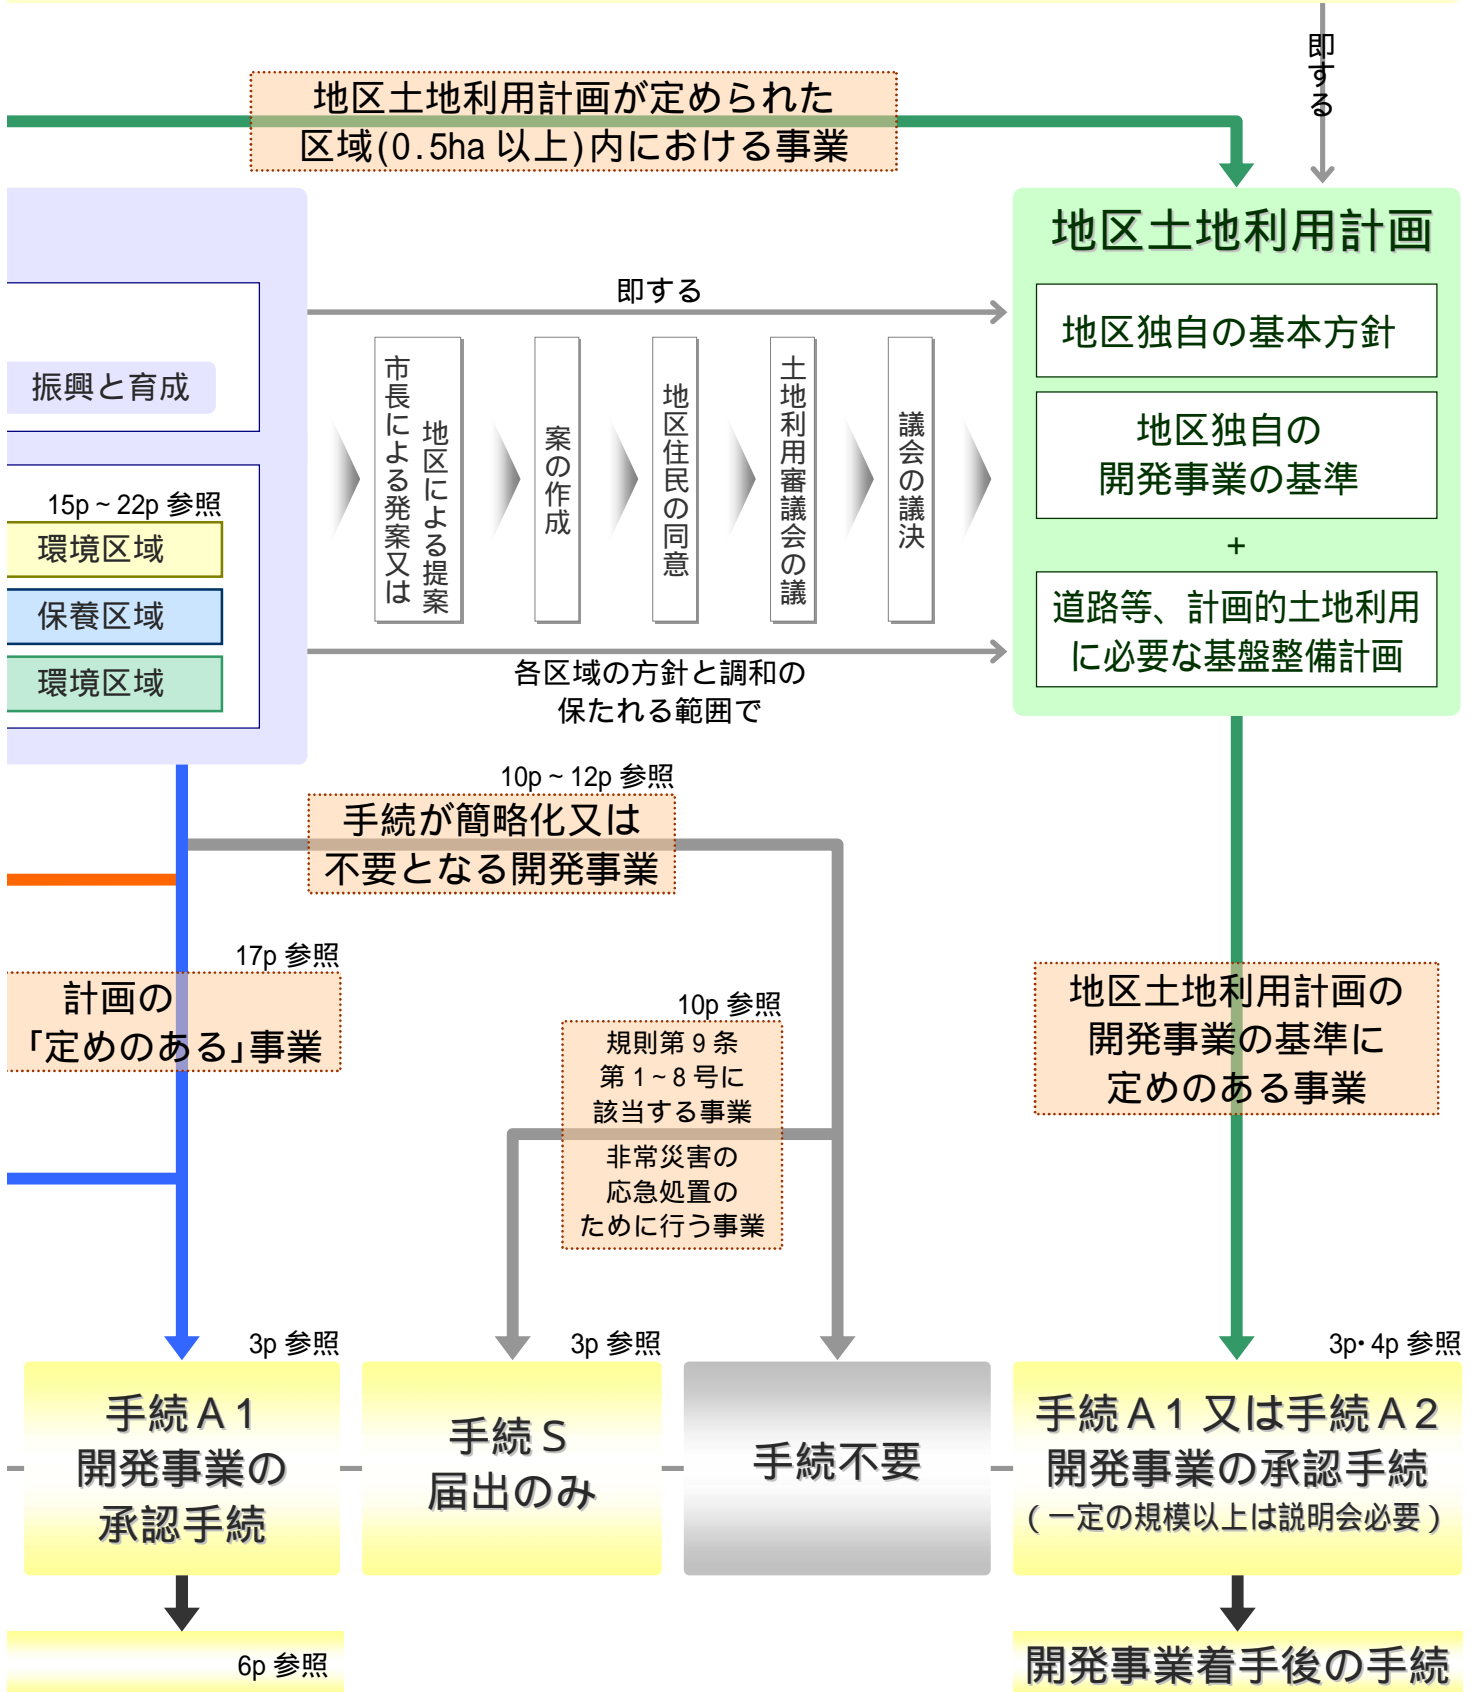 即する
地区土地利用計画が定められた
区域(0.5ha 以上)内における事業
地区土地利用計画
地区独自の基本方針
地区独自の
開発事業の基準
+
道路等、計画的土地利用
に必要な基盤整備計画
即する
振興と育成
15p～22p 参照
環境区域
保養区域
環境区域
市長による発案又は
地区による提案
案の作成
地区住民の同意
土地利用審議会の議
議会の議決
各区域の方針と調和の
保たれる範囲で
10p～12p 参照
手続が簡略化又は
不要となる開発事業
17p 参照
計画の
「定めのある」事業
10p 参照
規則第９条
第 1～8 号に
該当する事業
非常災害の
応急処置の
ために行う事業
地区土地利用計画の
開発事業の基準に
定めのある事業
3p 参照
手続Ａ1
開発事業の
承認手続
3p 参照
手続Ｓ
届出のみ
手続不要
3p・4p 参照
手続Ａ1 又は手続Ａ2
開発事業の承認手続
（一定の規模以上は説明会必要）
6p 参照
開発事業着手後の手続